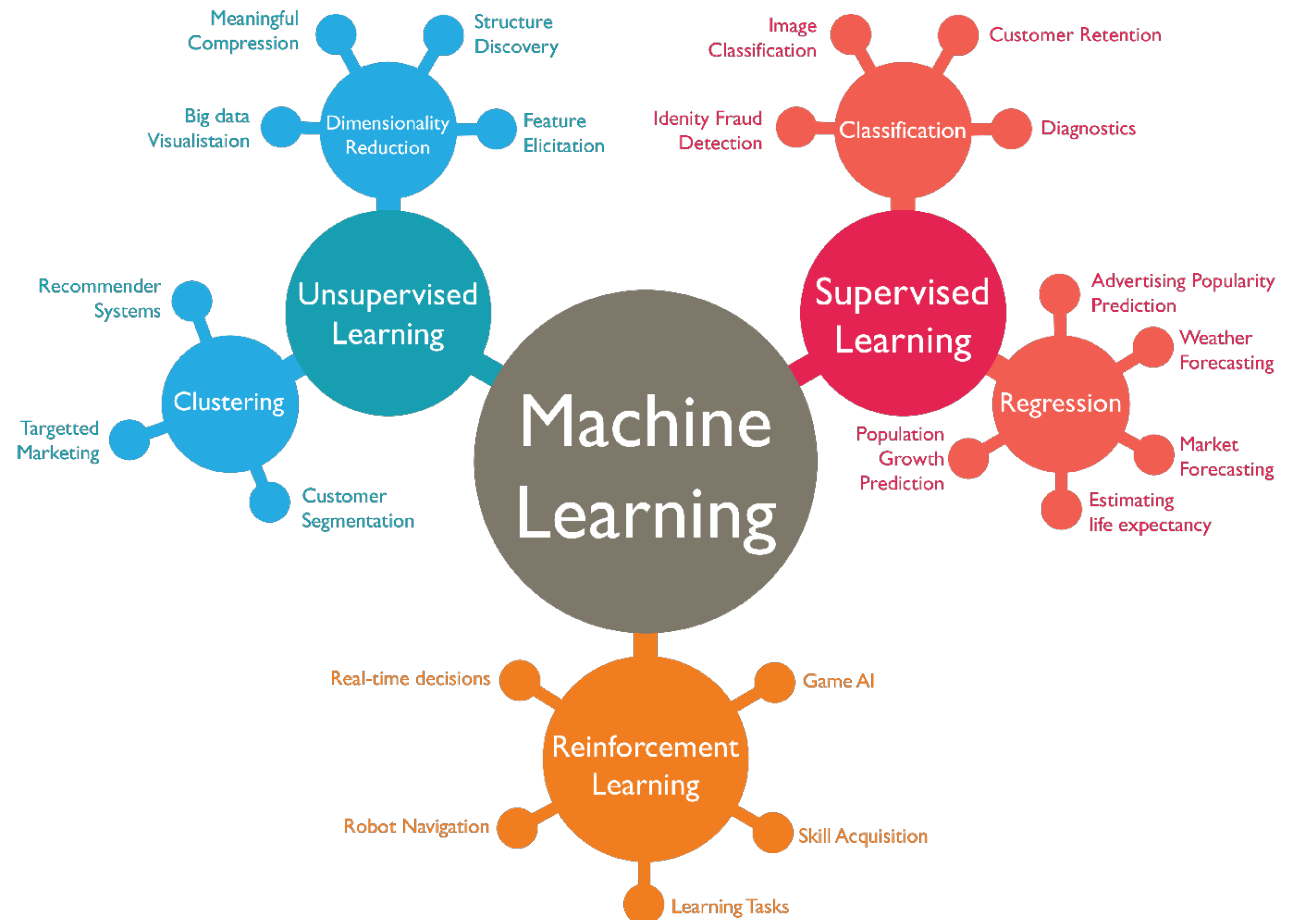 Meaningful
Compression
Structure
Discovery
Big data
Visualistaion
Dimensionality
Reduction
Feature
Elicitation
Image
Classification
Customer Retention
Idenity Fraud
Detection
Classification
Diagnostics
Recommender
Systems
Unsupervised
Learning
Clustering
Targetted
Marketing
Customer
Segmentation
Supervised
Learning
Advertising Popularity
Prediction
Weather
Forecasting
Regression
Population
Growth
Prediction
Market
Forecasting
Estimating
life expectancy
Machine
Learning
Real-time decisions
Game AI
Reinforcement
Learning
Robot Navigation
Skill Acquisition
Learning Tasks